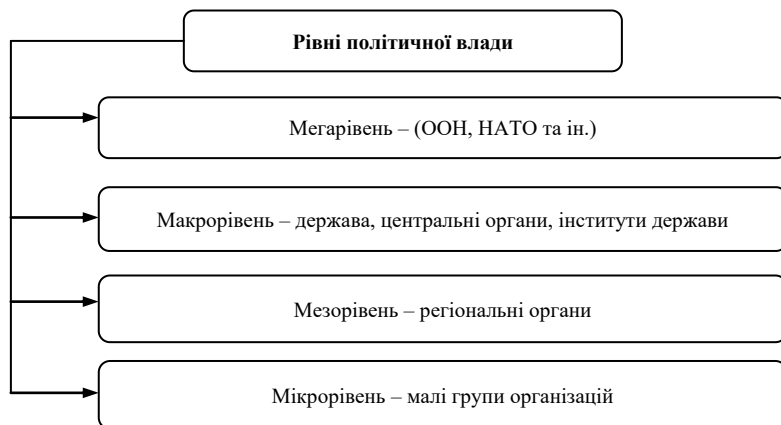 Рівні політичної влади
Мегарівень – (ООН, НАТО та ін.)
Макрорівень – держава, центральні органи, інститути держави
Мезорівень – регіональні органи
Мікрорівень – малі групи організацій